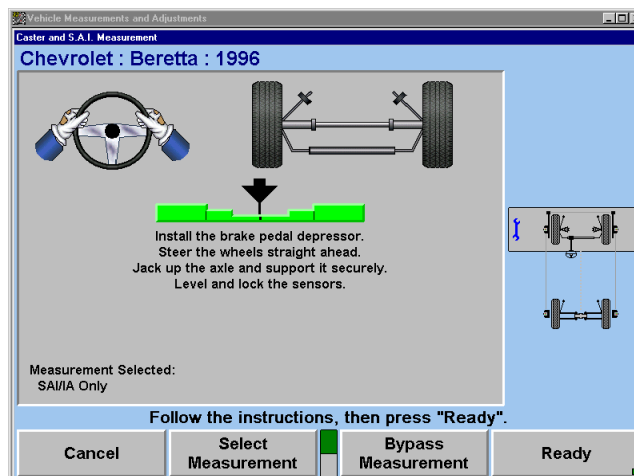 Vehicle Measurements and Adjustments
Caster and S.A.I. Measurement
Chevrolet : Beretta : 1996
Install the brake pedal depressor.
Steer the wheels straight ahead.
Jack up the axle and support it securely.
Level and lock the sensors.
Measurement Selected:
SAI/IA Only
Follow the instructions, then press "Ready".
Cancel
Select
Measurement
Bypass
Measurement
Ready